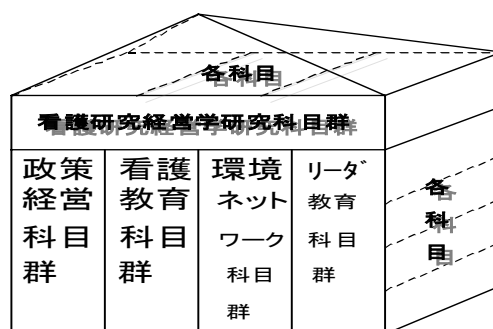 各科目
看護研究経営学研究科目群
政策
経営
科目
群
看護
教育
科目
群
環境
ネット
ワーク
科目
群
リーダ
教育
科目
群
各
科
目